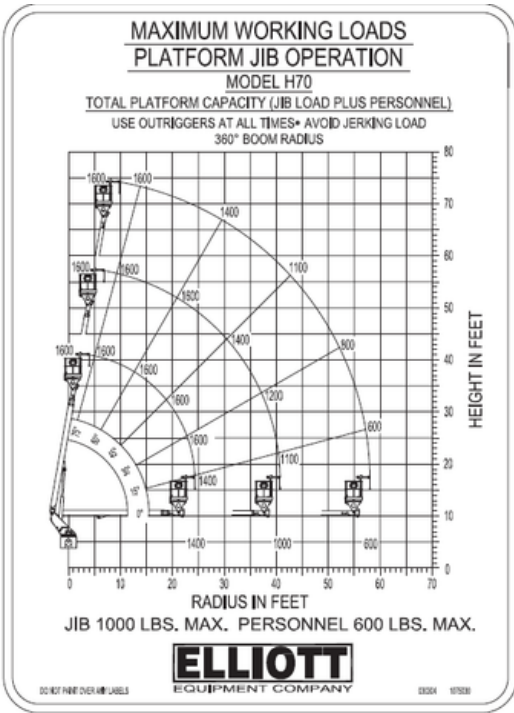 MAXIMUM WORKING LOADS
PLATFORM JIB OPERATION
MODEL H70
TOTAL PLATFORM CAPACITY (JIB LOAD PLUS PERSONNEL)
USE OUTRIGGERS AT ALL TIMES• AVOID JERKING LOAD
360° BOOM RADIUS
80
1600 1600
70
1400
60
1600 1600 1100
1600
50
1400
1600 1600 800
40
1600
1600 1200
30
1600 600
1100
20
1400
10
1400 1000 600
0
0 10 20 30 40 50 60 70
HEIGHT IN FEET
RADIUS IN FEET
JIB 1000 LBS. MAX. PERSONNEL 600 LBS. MAX.
ELLIOTT
EQUIPMENT COMPANY
DO NOT PAINT OVER ANY LABELS